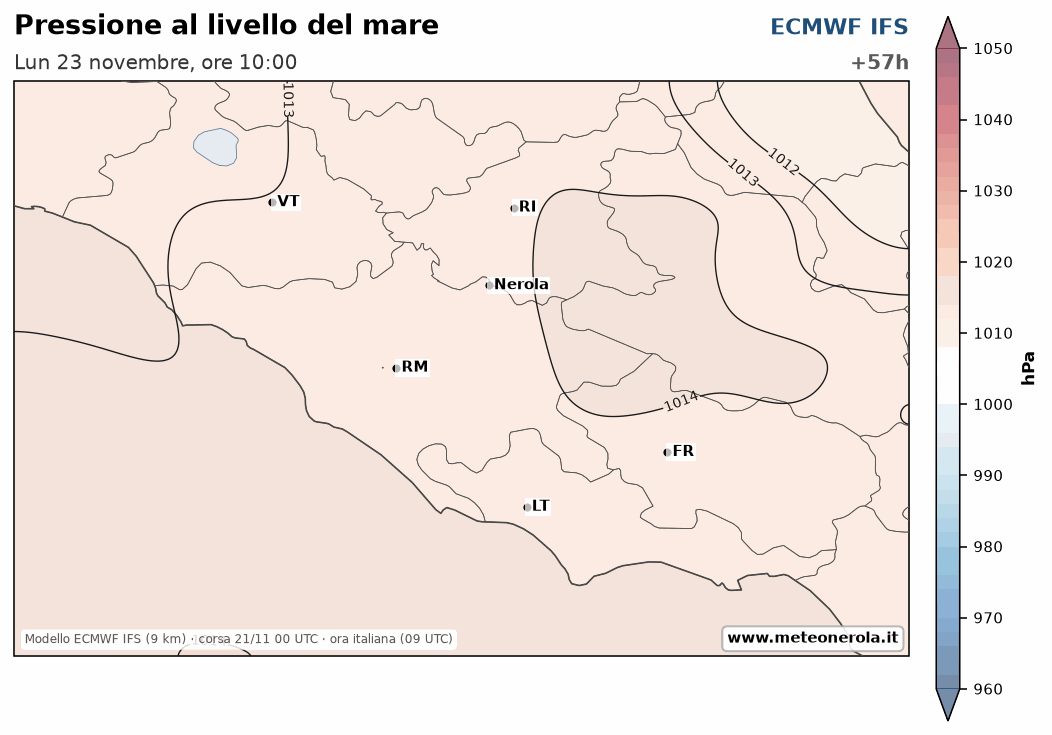 Pressione al livello del mare
ECMWF IFS
Lun 23 novembre, ore 10:00
+57h
1013
1012
1013
VT
RI
Nerola
RM
1014
FR
LT
Modello ECMWF IFS (9 km) · corsa 21/11 00 UTC · ora italiana (09 UTC)
www.meteonerola.it
1050
1040
1030
1020
1010
1000
990
980
970
960
hPa